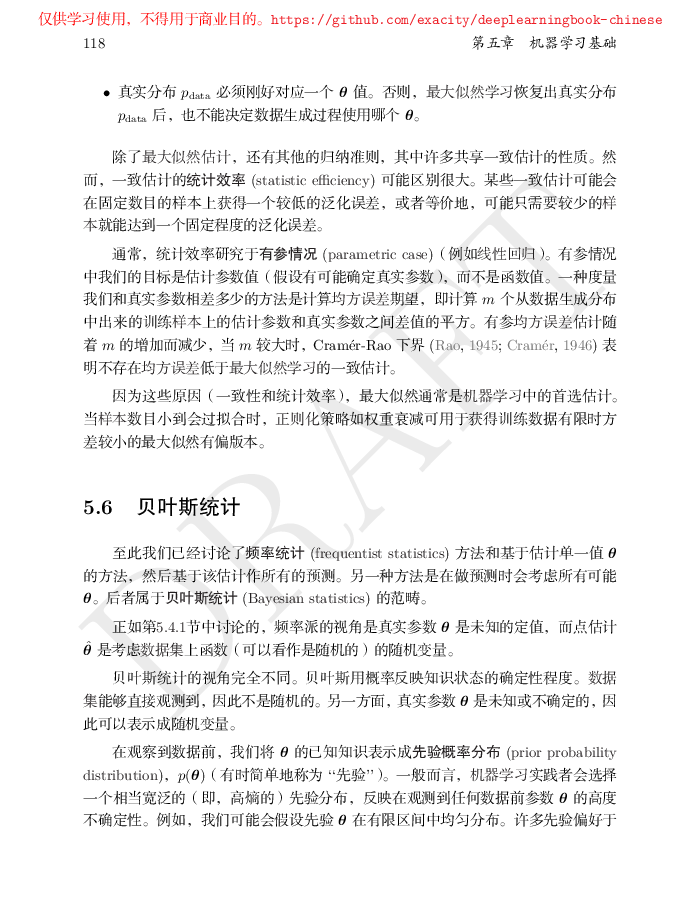 仅供学习使用，不得用于商业目的。https://github.com/exacity/deeplearningbook-chinese
118 第五章 机器学习基础
• 真实分布 pdata 必须刚好对应一个 θ 值。否则，最大似然学习恢复出真实分布
pdata 后，也不能决定数据生成过程使用哪个 θ。
除了最大似然估计，还有其他的归纳准则，其中许多共享一致估计的性质。然
而，一致估计的统计效率 (statistic efficiency) 可能区别很大。某些一致估计可能会
在固定数目的样本上获得一个较低的泛化误差，或者等价地，可能只需要较少的样
本就能达到一个固定程度的泛化误差。
通常，统计效率研究于有参情况 (parametric case)（例如线性回归）。有参情况
中我们的目标是估计参数值（假设有可能确定真实参数），而不是函数值。一种度量
我们和真实参数相差多少的方法是计算均方误差期望，即计算 m 个从数据生成分布
中出来的训练样本上的估计参数和真实参数之间差值的平方。有参均方误差估计随
着 m 的增加而减少，当 m 较大时，Cramér-Rao 下界 (Rao, 1945; Cramér, 1946) 表
明不存在均方误差低于最大似然学习的一致估计。
因为这些原因（一致性和统计效率），最大似然通常是机器学习中的首选估计。
当样本数目小到会过拟合时，正则化策略如权重衰减可用于获得训练数据有限时方
差较小的最大似然有偏版本。
5.6 贝叶斯统计
至此我们已经讨论了频率统计 (frequentist statistics) 方法和基于估计单一值 θ
的方法，然后基于该估计作所有的预测。另一种方法是在做预测时会考虑所有可能
θ。后者属于贝叶斯统计 (Bayesian statistics) 的范畴。
正如第5.4.1节中讨论的，频率派的视角是真实参数 θ 是未知的定值，而点估计
θ̂ 是考虑数据集上函数（可以看作是随机的）的随机变量。
贝叶斯统计的视角完全不同。贝叶斯用概率反映知识状态的确定性程度。数据
集能够直接观测到，因此不是随机的。另一方面，真实参数 θ 是未知或不确定的，因
此可以表示成随机变量。
在观察到数据前，我们将 θ 的已知知识表示成先验概率分布 (prior probability
distribution)，p(θ)（有时简单地称为 “先验”）。一般而言，机器学习实践者会选择
一个相当宽泛的（即，高熵的）先验分布，反映在观测到任何数据前参数 θ 的高度
不确定性。例如，我们可能会假设先验 θ 在有限区间中均匀分布。许多先验偏好于
DRAFT